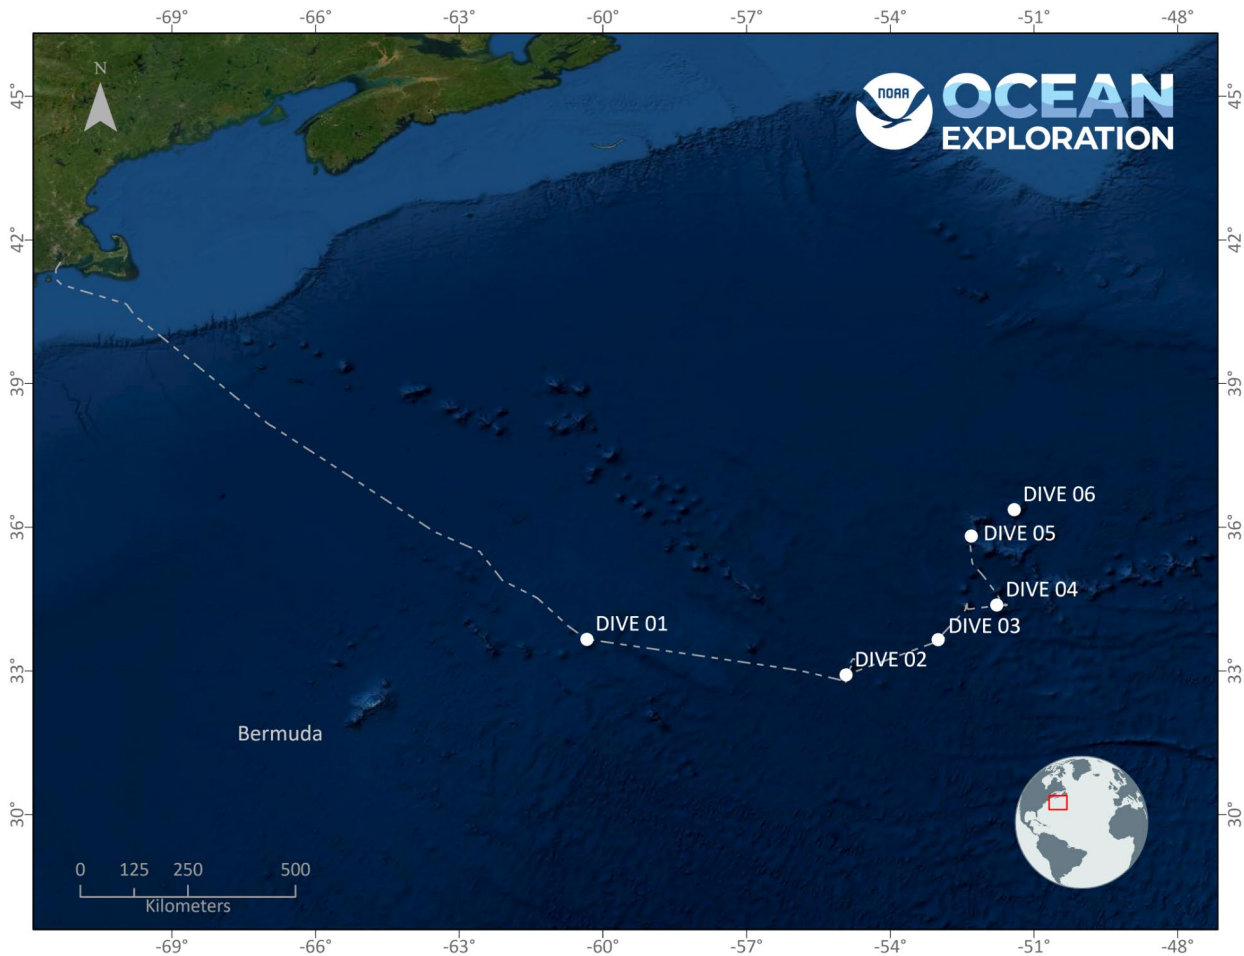 -69° -66° -63° -60° -57° -54° -51° -48°
N
NOAA
OCEAN
EXPLORATION
45° 45°
42° 42°
39° 39°
36° 36°
33° 33°
30° 30°
DIVE 06
DIVE 05
DIVE 04
DIVE 01
DIVE 03
DIVE 02
Bermuda
0 125 250 500
Kilometers
-69° -66° -63° -60° -57° -54° -51° -48°